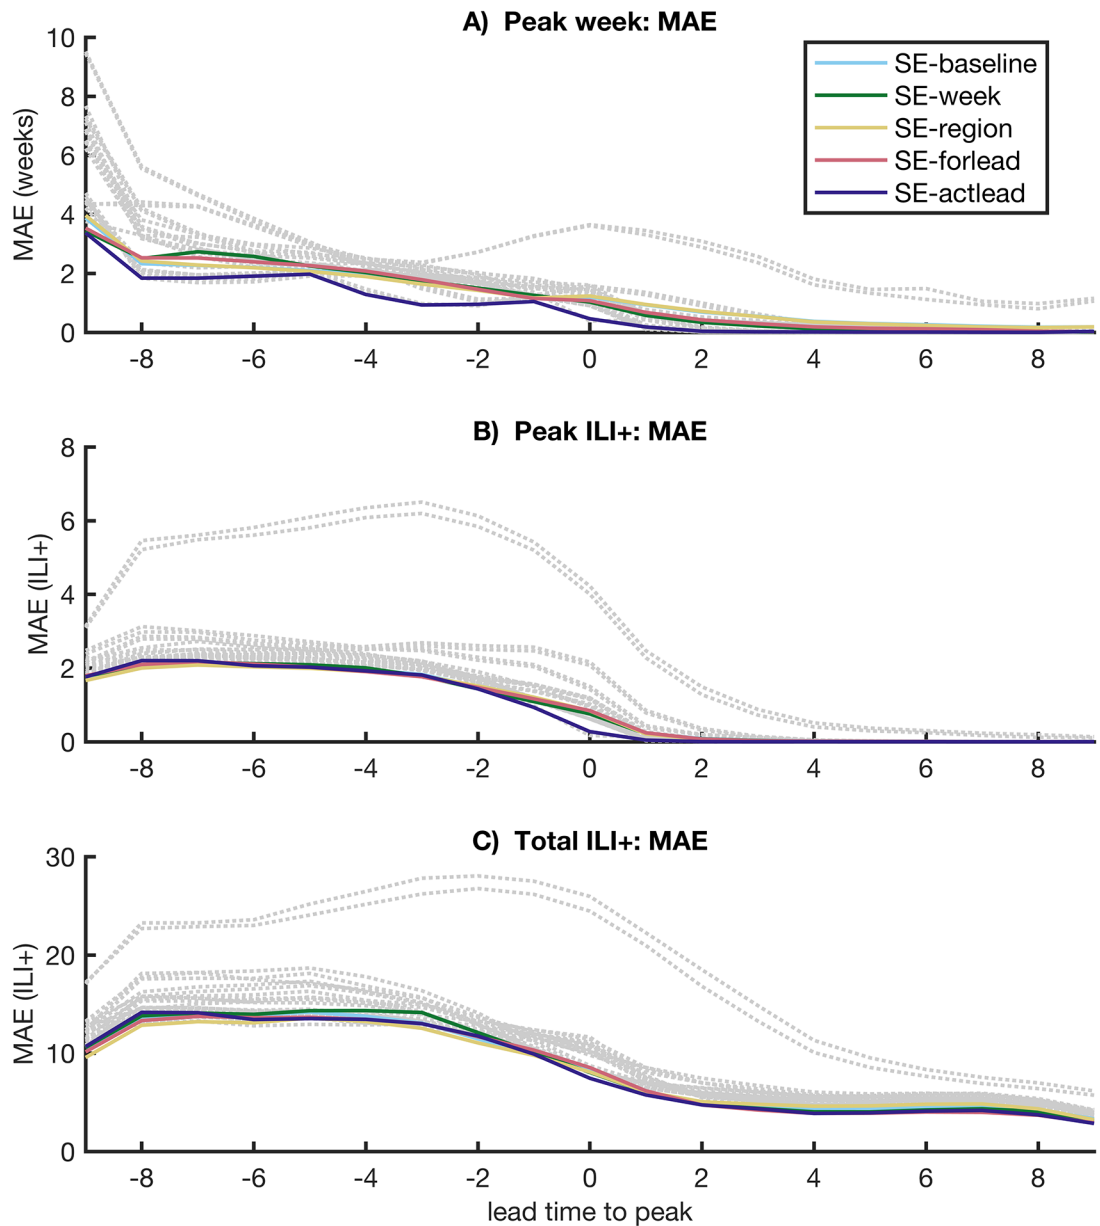 A)  Peak week: MAE
10
8
6
4
2
0
MAE (weeks)
SE-baseline
SE-week
SE-region
SE-forlead
SE-actlead
-8 -6 -4 -2 0 2 4 6 8
B)  Peak ILI+: MAE
8
6
4
2
0
MAE (ILI+)
-8 -6 -4 -2 0 2 4 6 8
C)  Total ILI+: MAE
30
20
10
0
MAE (ILI+)
-8 -6 -4 -2 0 2 4 6 8
lead time to peak